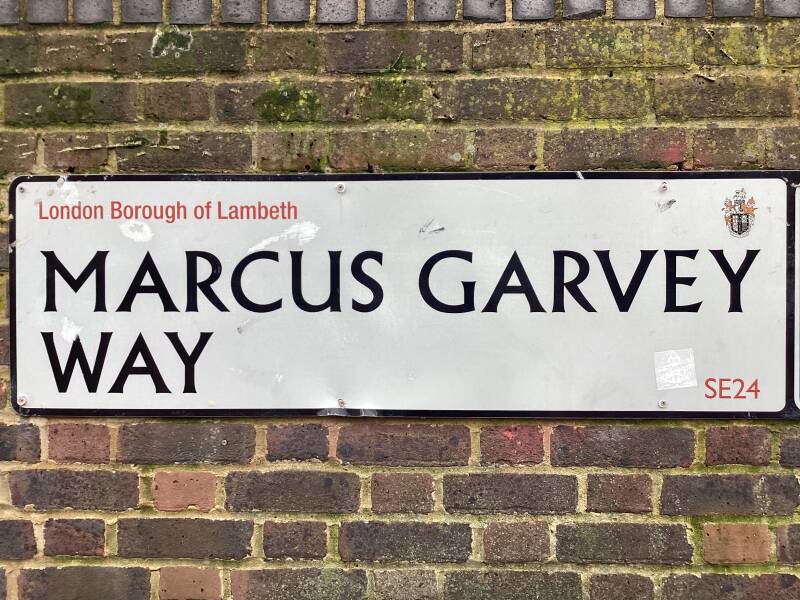 London Borough of Lambeth
MARCUS GARVEY
WAY
SE24